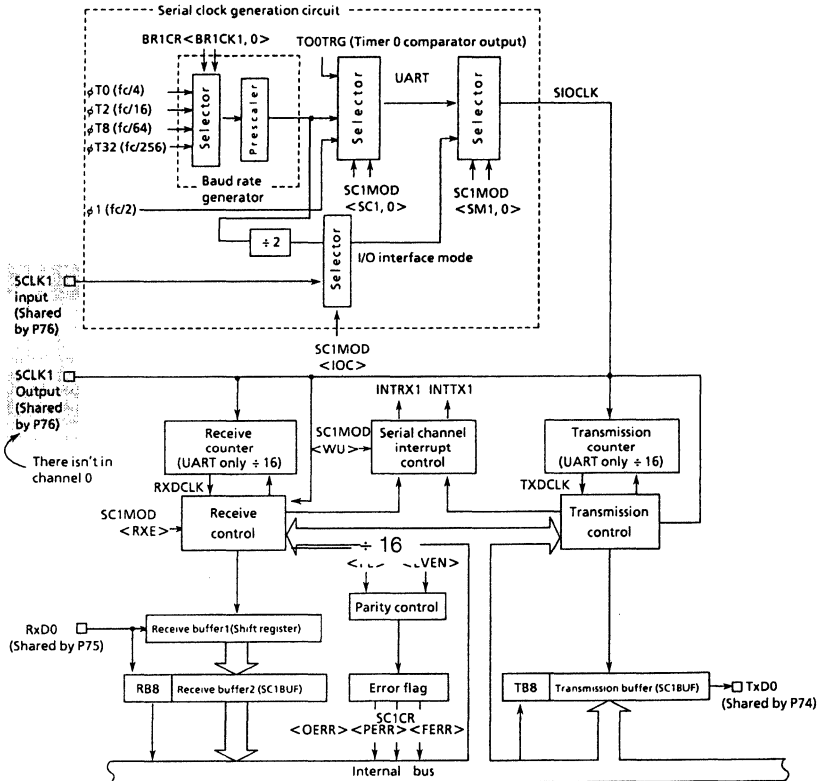 Serial clock generation circuit
BR1CR<BR1CK1, 0>
TO0TRG (Timer 0 comparator output)
UART
SIOCLK
φT0 (fc/4)
φT2 (fc/16)
φT8 (fc/64)
φT32 (fc/256)
Selector
Prescaler
Selector
Selector
Baud rate
generator
SC1MOD
<SC1, 0>
SC1MOD
<SM1, 0>
φ1 (fc/2)
÷ 2
Selector
I/O interface mode
SCLK1
input
(Shared
by P76)
SC1MOD
<IOC>
SCLK1
Output
(Shared
by P76)
There isn't in
channel 0
INTRX1 INTTX1
Receive
counter
(UART only ÷ 16)
SC1MOD
<WU>
Serial channel
interrupt
control
Transmission
counter
(UART only ÷ 16)
RXDCLK
TXDCLK
SC1MOD
<RXE>
Receive
control
Transmission
control
÷ 16
Parity control
RxD0
(Shared by P75)
Receive buffer1(Shift register)
RB8
Receive buffer2 (SC1BUF)
Error flag
SC1CR
<OERR> <PERR> <FERR>
TB8
Transmission buffer (SC1BUF)
TxD0
(Shared by P74)
Internal bus